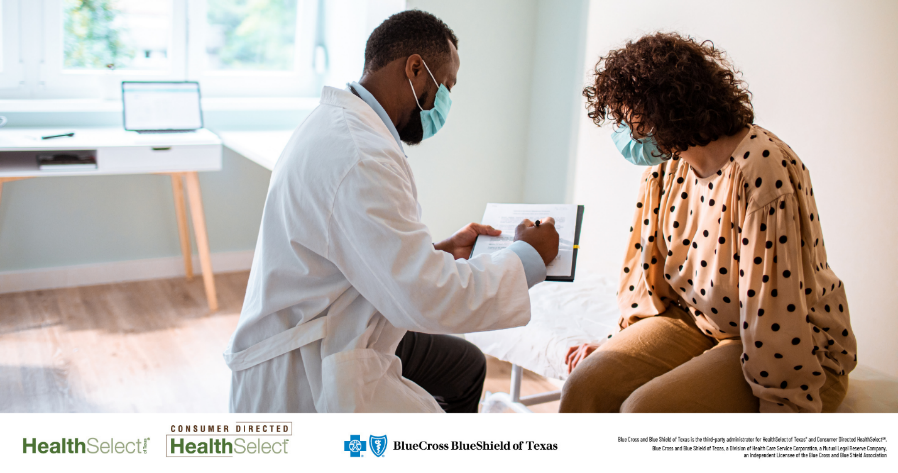 HealthSelect
CONSUMER DIRECTED
HealthSelect
BlueCross BlueShield of Texas
Blue Cross and Blue Shield of Texas is the third-party administrator for HealthSelect of Texas® and Consumer Directed HealthSelect℠.
Blue Cross and Blue Shield of Texas, a Division of Health Care Service Corporation, a Mutual Legal Reserve Company,
an Independent Licensee of the Blue Cross and Blue Shield Association